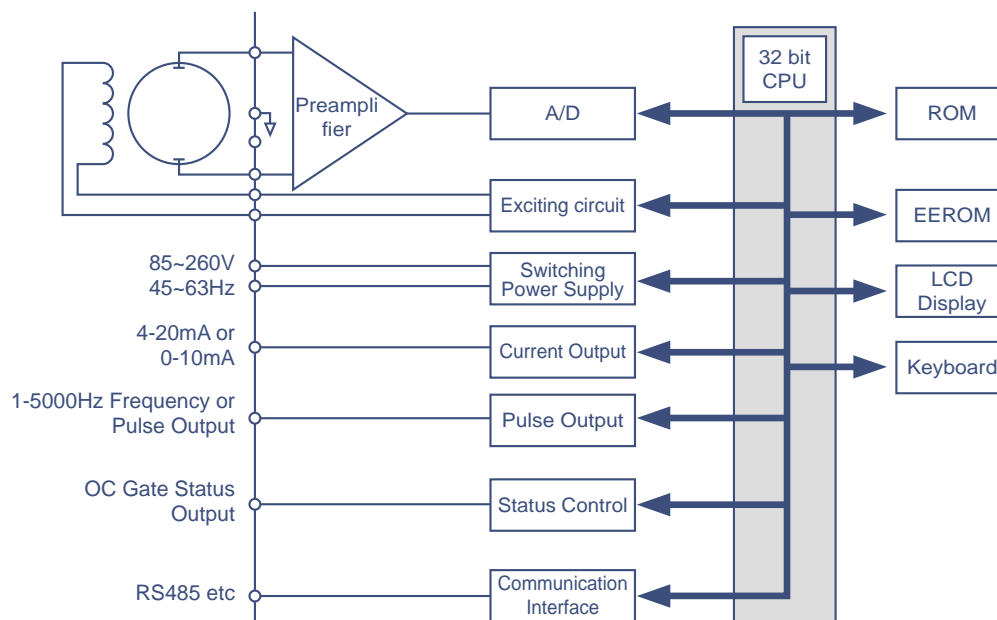 32 bit
CPU
Preampli
fier
A/D
ROM
Exciting circuit
EEROM
85~260V
45~63Hz
Switching
Power Supply
LCD
Display
4-20mA or
0-10mA
Current Output
Keyboard
1-5000Hz Frequency or
Pulse Output
Pulse Output
OC Gate Status
Output
Status Control
RS485 etc
Communication
Interface